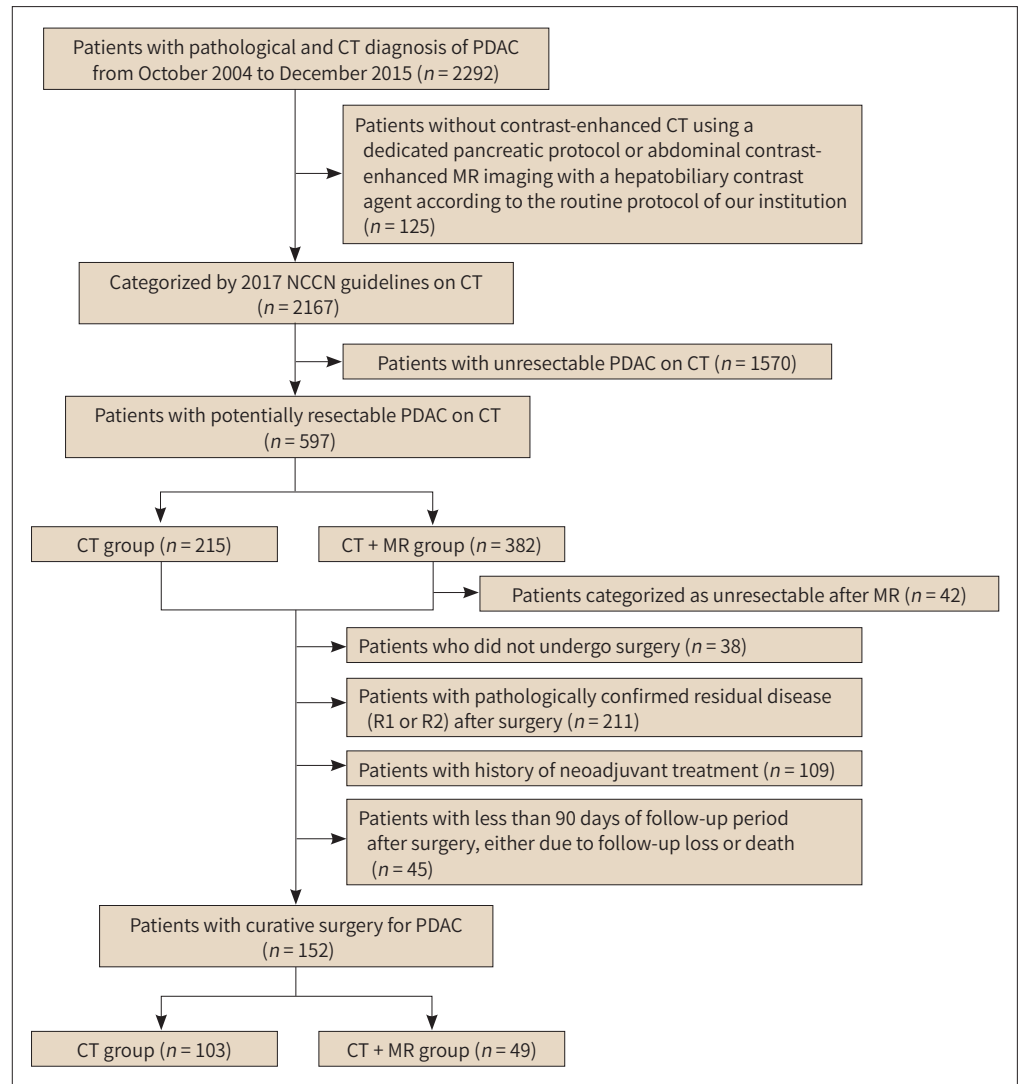 Patients with pathological and CT diagnosis of PDAC
from October 2004 to December 2015 (n = 2292)
Patients without contrast-enhanced CT using a
dedicated pancreatic protocol or abdominal contrast-
enhanced MR imaging with a hepatobiliary contrast
agent according to the routine protocol of our institution
(n = 125)
Categorized by 2017 NCCN guidelines on CT
(n = 2167)
Patients with unresectable PDAC on CT (n = 1570)
Patients with potentially resectable PDAC on CT
(n = 597)
CT group (n = 215)
CT + MR group (n = 382)
Patients categorized as unresectable after MR (n = 42)
Patients who did not undergo surgery (n = 38)
Patients with pathologically confirmed residual disease
(R1 or R2) after surgery (n = 211)
Patients with history of neoadjuvant treatment (n = 109)
Patients with less than 90 days of follow-up period
after surgery, either due to follow-up loss or death
(n = 45)
Patients with curative surgery for PDAC
(n = 152)
CT group (n = 103)
CT + MR group (n = 49)